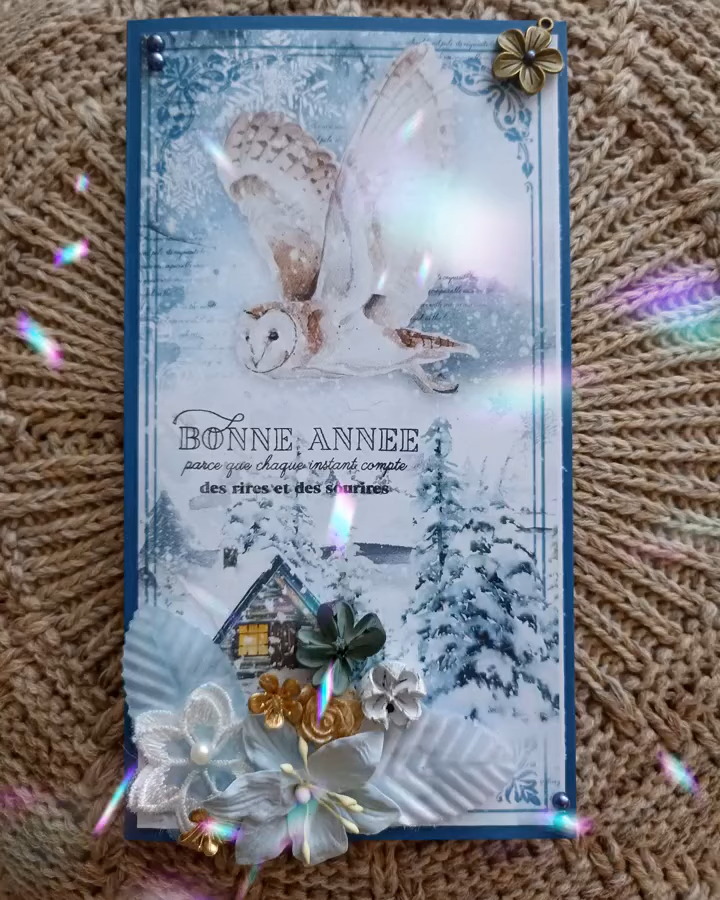 BONNE ANNEE
parce que chaque instant compte
des rires et des sourires